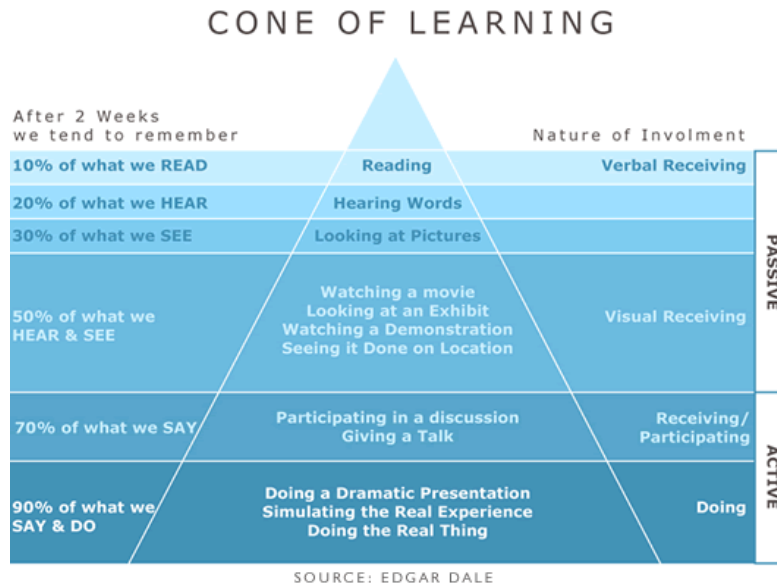 CONE OF LEARNING
After 2 Weeks
we tend to remember
Nature of Involment
10% of what we READ
Reading
Verbal Receiving
20% of what we HEAR
Hearing Words
30% of what we SEE
Looking at Pictures
50% of what we
HEAR & SEE
Watching a movie
Looking at an Exhibit
Watching a Demonstration
Seeing it Done on Location
Visual Receiving
PASSIVE
70% of what we SAY
Participating in a discussion
Giving a Talk
Receiving/
Participating
90% of what we
SAY & DO
Doing a Dramatic Presentation
Simulating the Real Experience
Doing the Real Thing
Doing
ACTIVE
SOURCE: EDGAR DALE